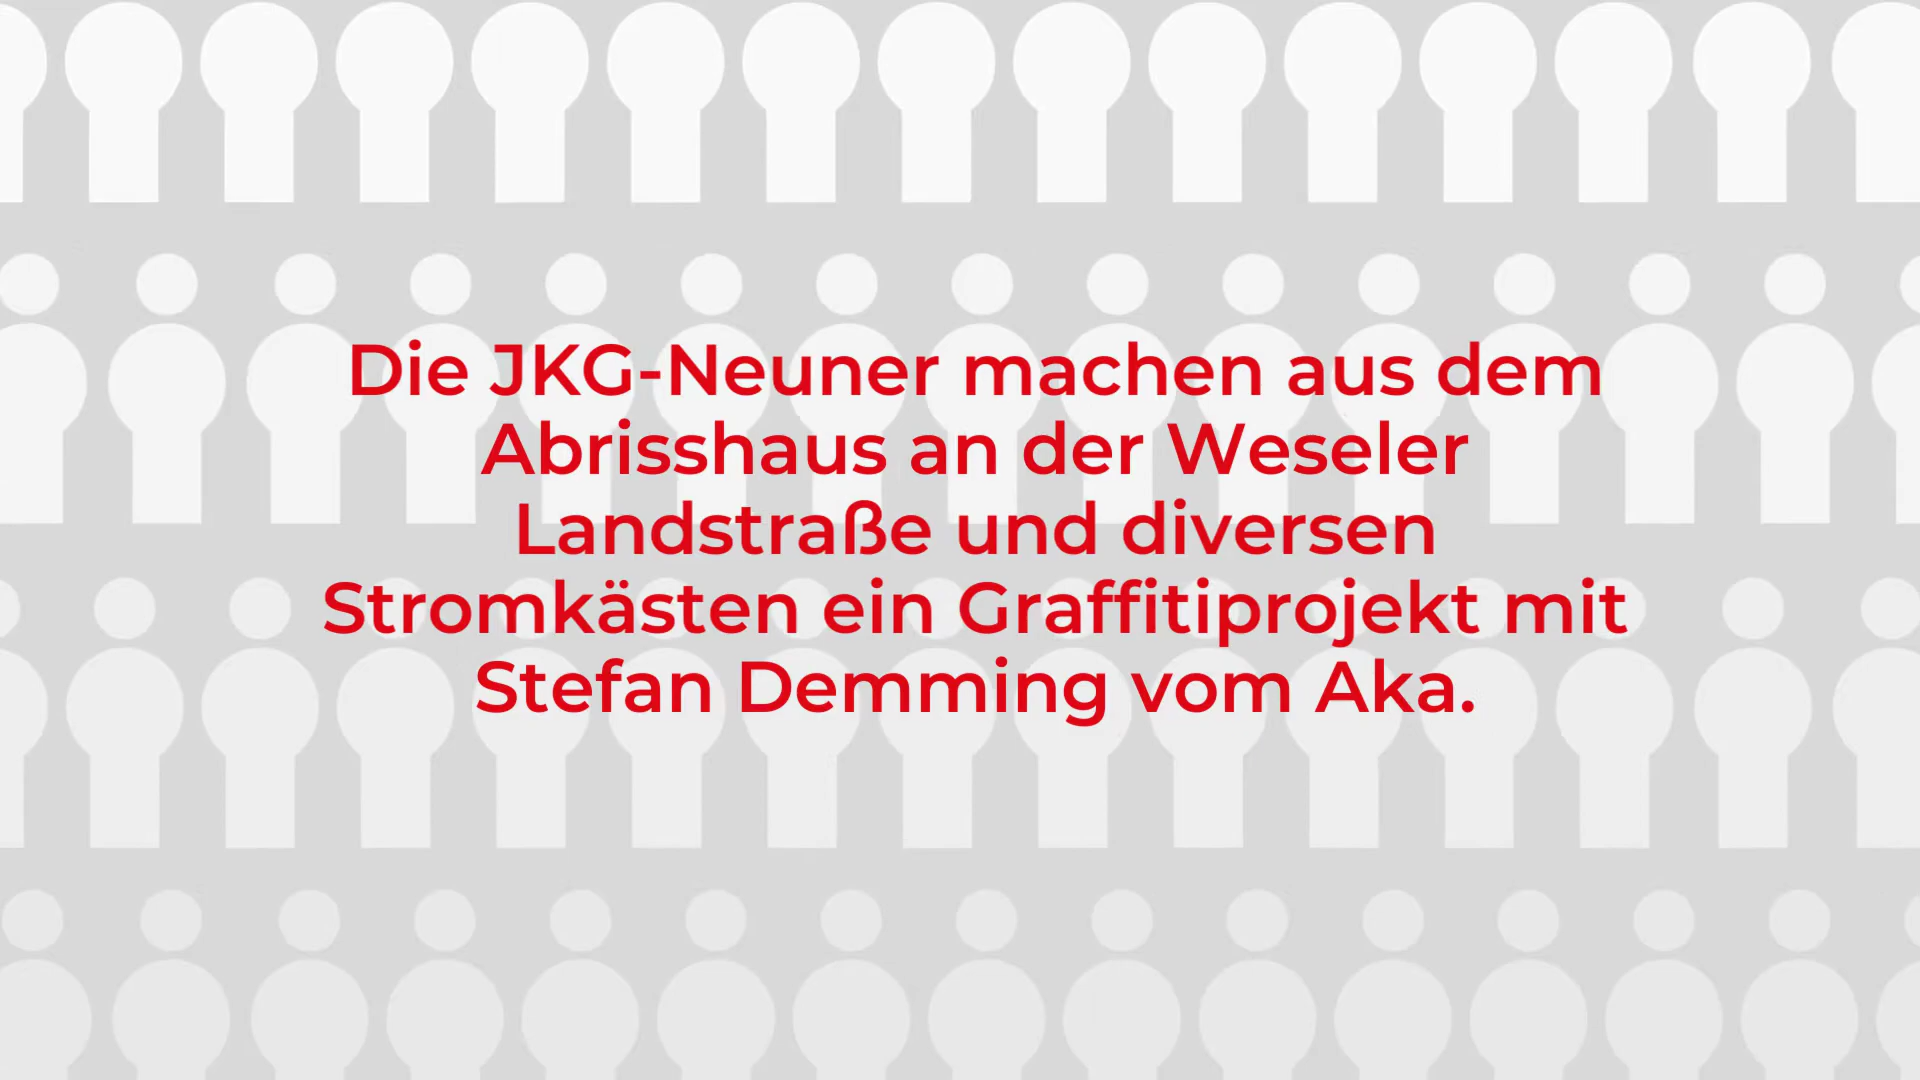 Die JKG-Neuner machen aus dem
Abrisshaus an der Weseler
Landstraße und diversen
Stromkästen ein Graffitiprojekt mit
Stefan Demming vom Aka.